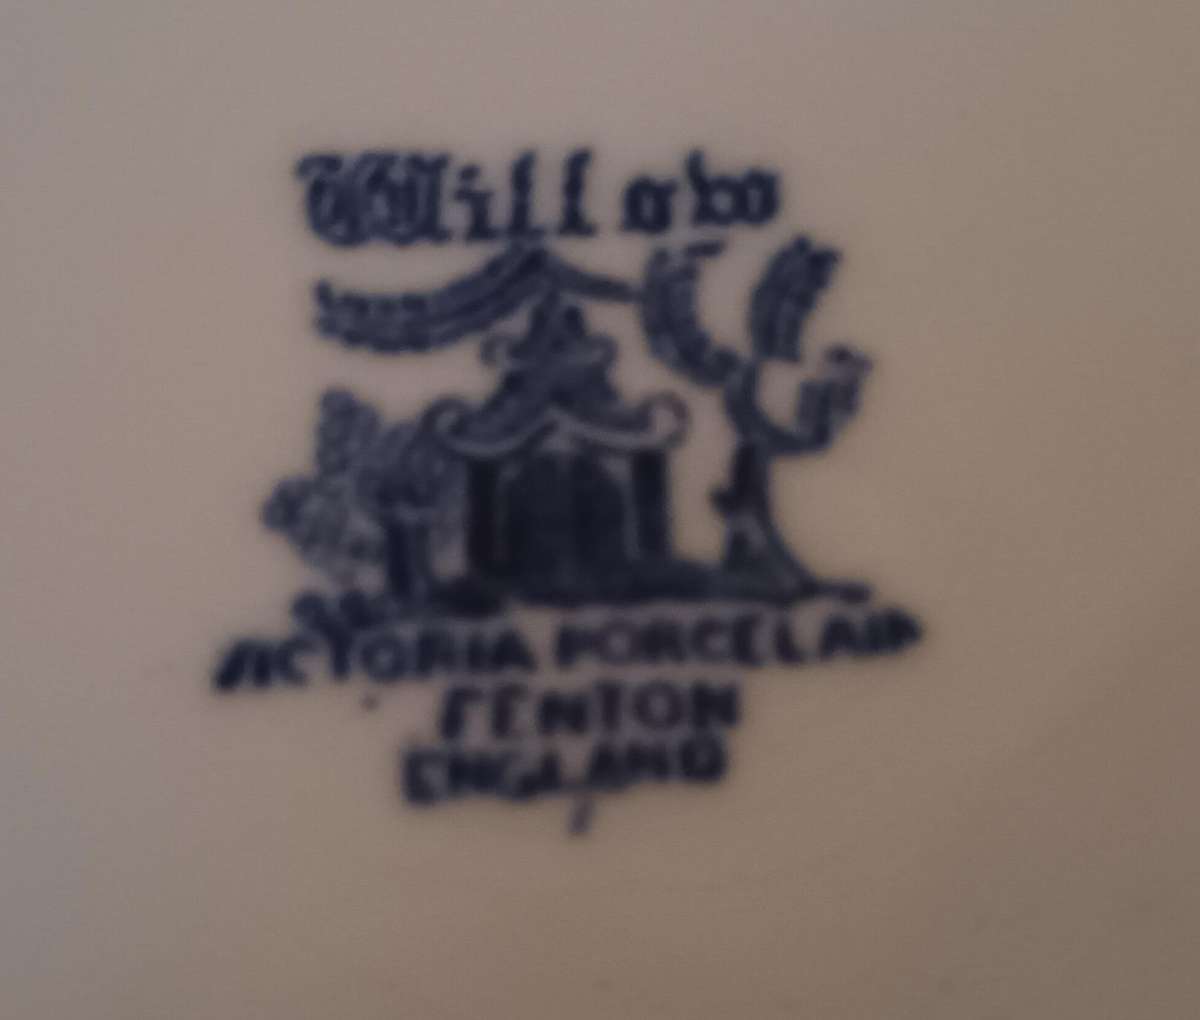 Willow
VICTORIA PORCELAIN
FENTON
ENGLAND